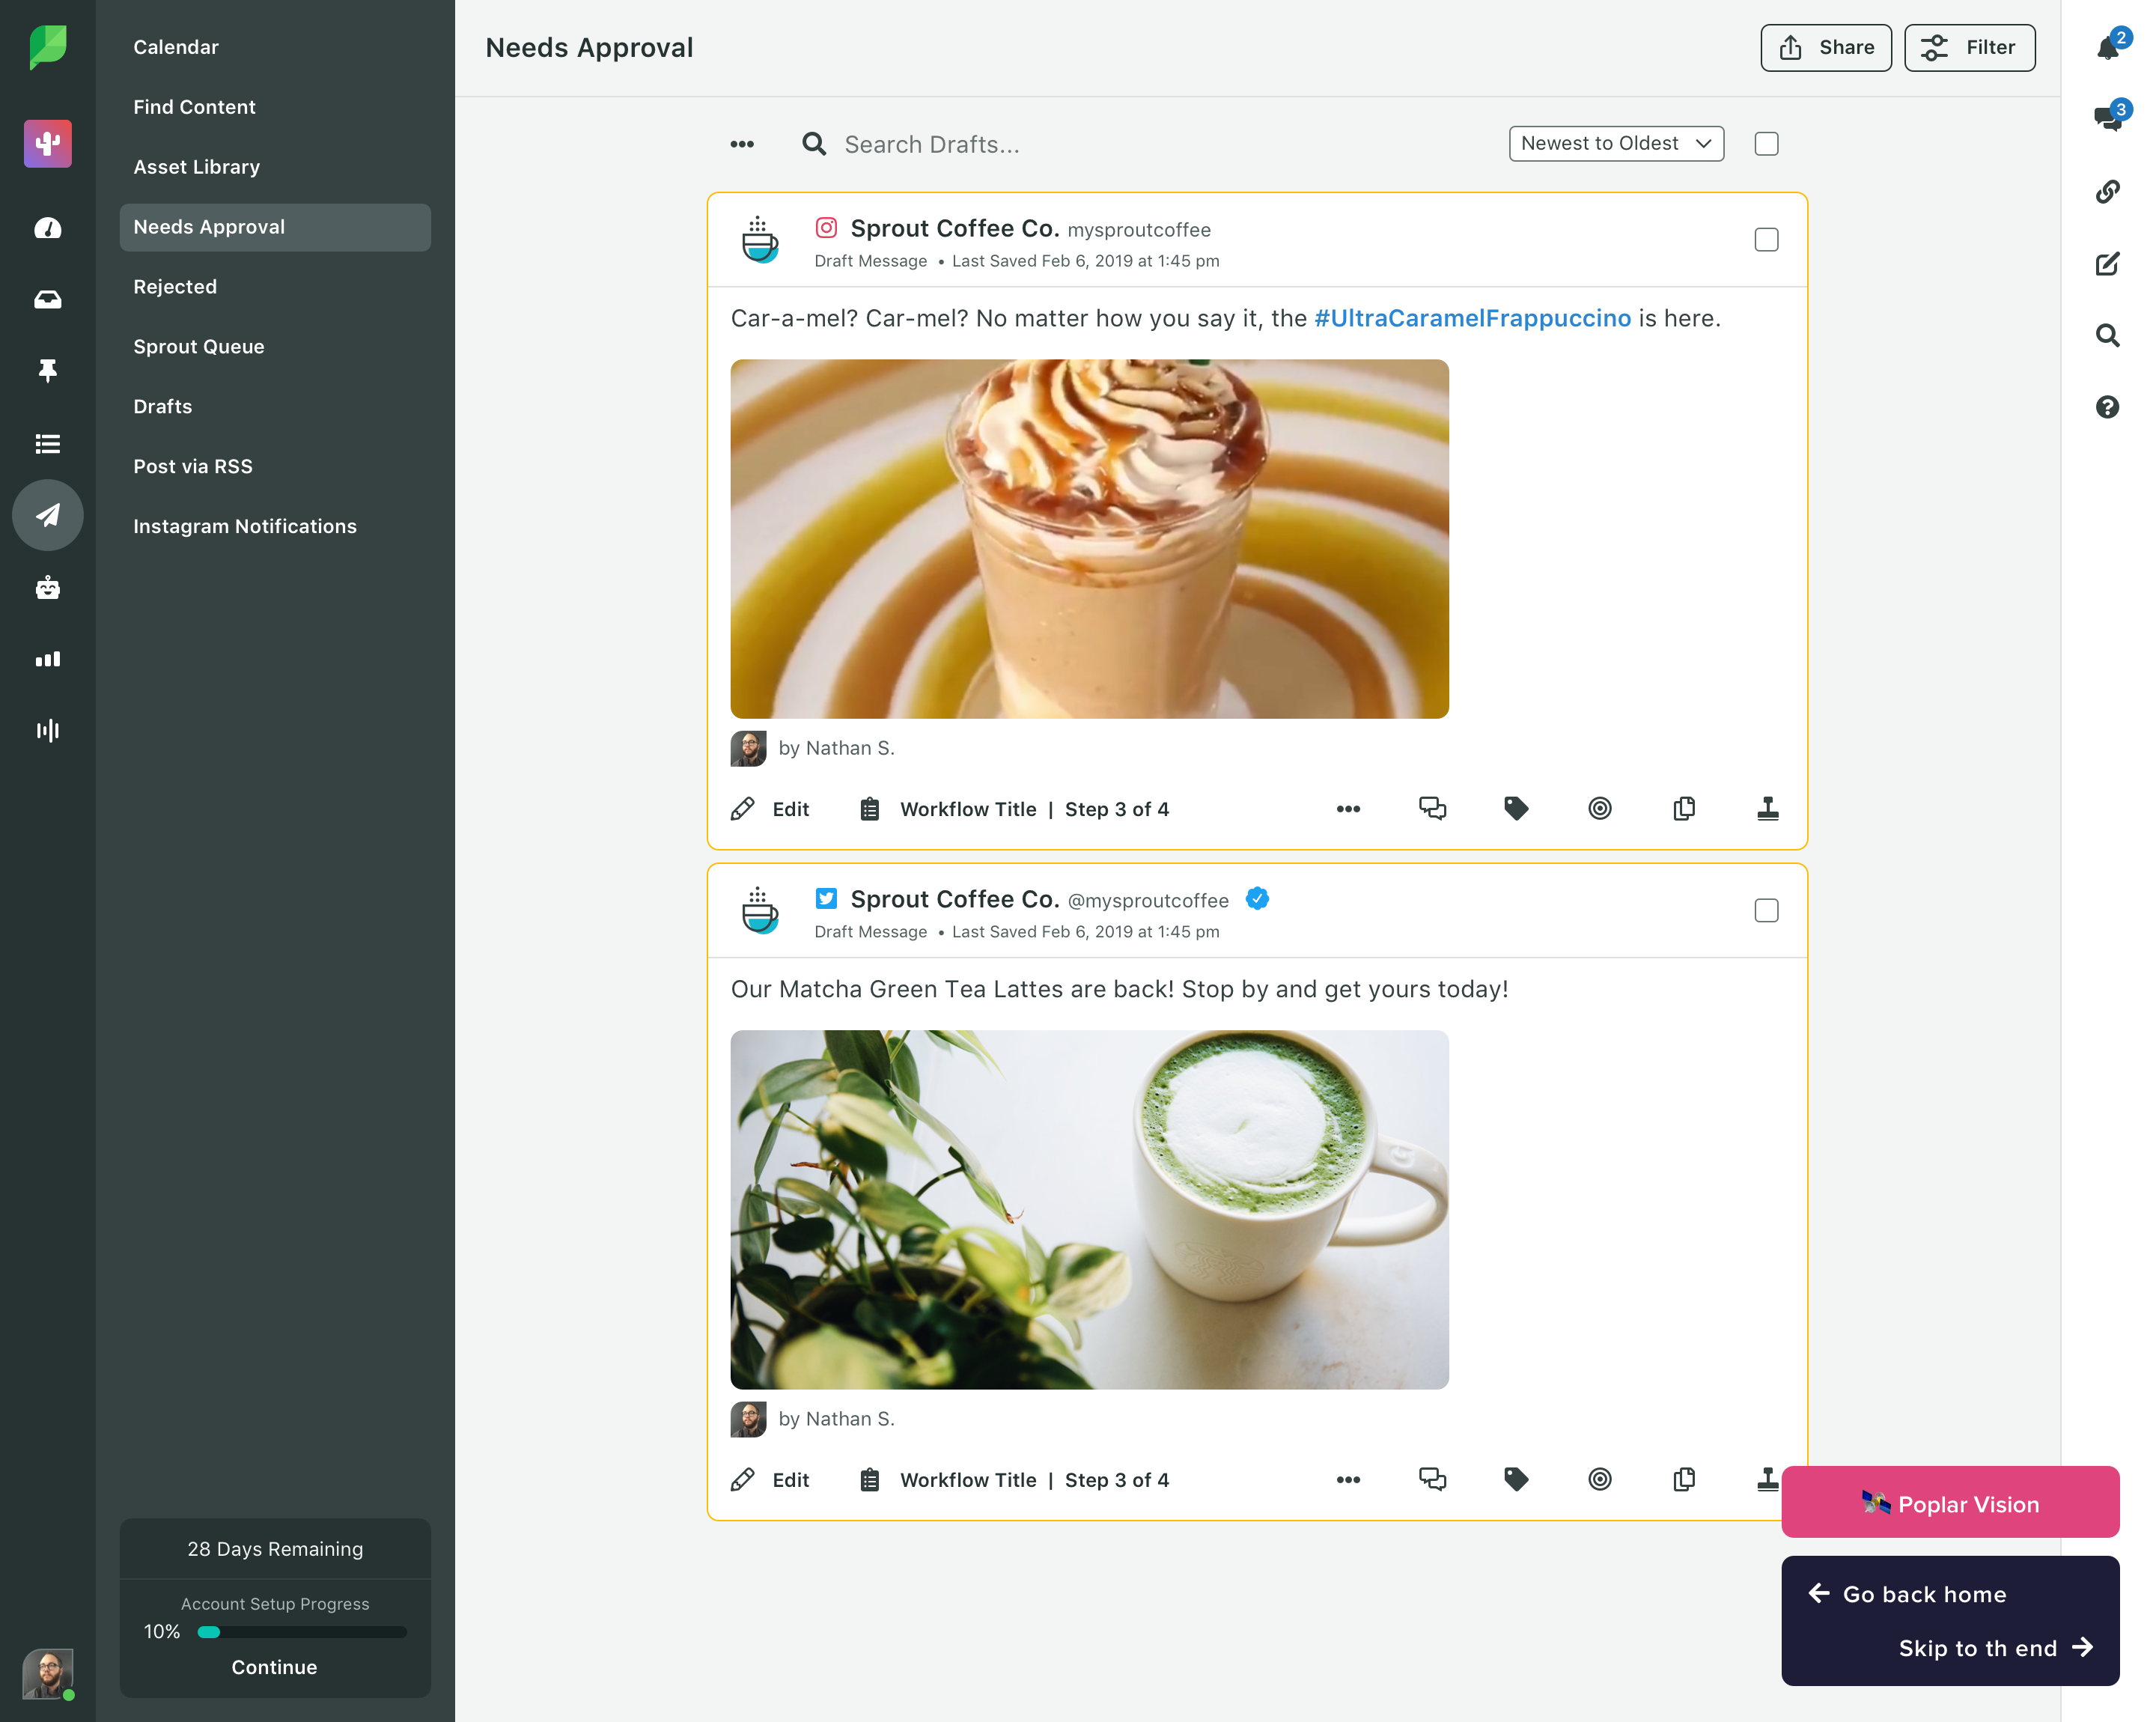 Calendar
Find Content
Asset Library
Needs Approval
Rejected
Sprout Queue
Drafts
Post via RSS
Instagram Notifications
28 Days Remaining
Account Setup Progress
10%
Continue
Needs Approval
Share
Filter
Search Drafts...
Newest to Oldest
Sprout Coffee Co. mysproutcoffee
Draft Message • Last Saved Feb 6, 2019 at 1:45 pm
Car-a-mel? Car-mel? No matter how you say it, the #UltraCaramelFrappuccino is here.
by Nathan S.
Edit
Workflow Title | Step 3 of 4
Sprout Coffee Co. @mysproutcoffee
Draft Message • Last Saved Feb 6, 2019 at 1:45 pm
Our Matcha Green Tea Lattes are back! Stop by and get yours today!
by Nathan S.
Edit
Workflow Title | Step 3 of 4
2
3
Poplar Vision
Go back home
Skip to th end